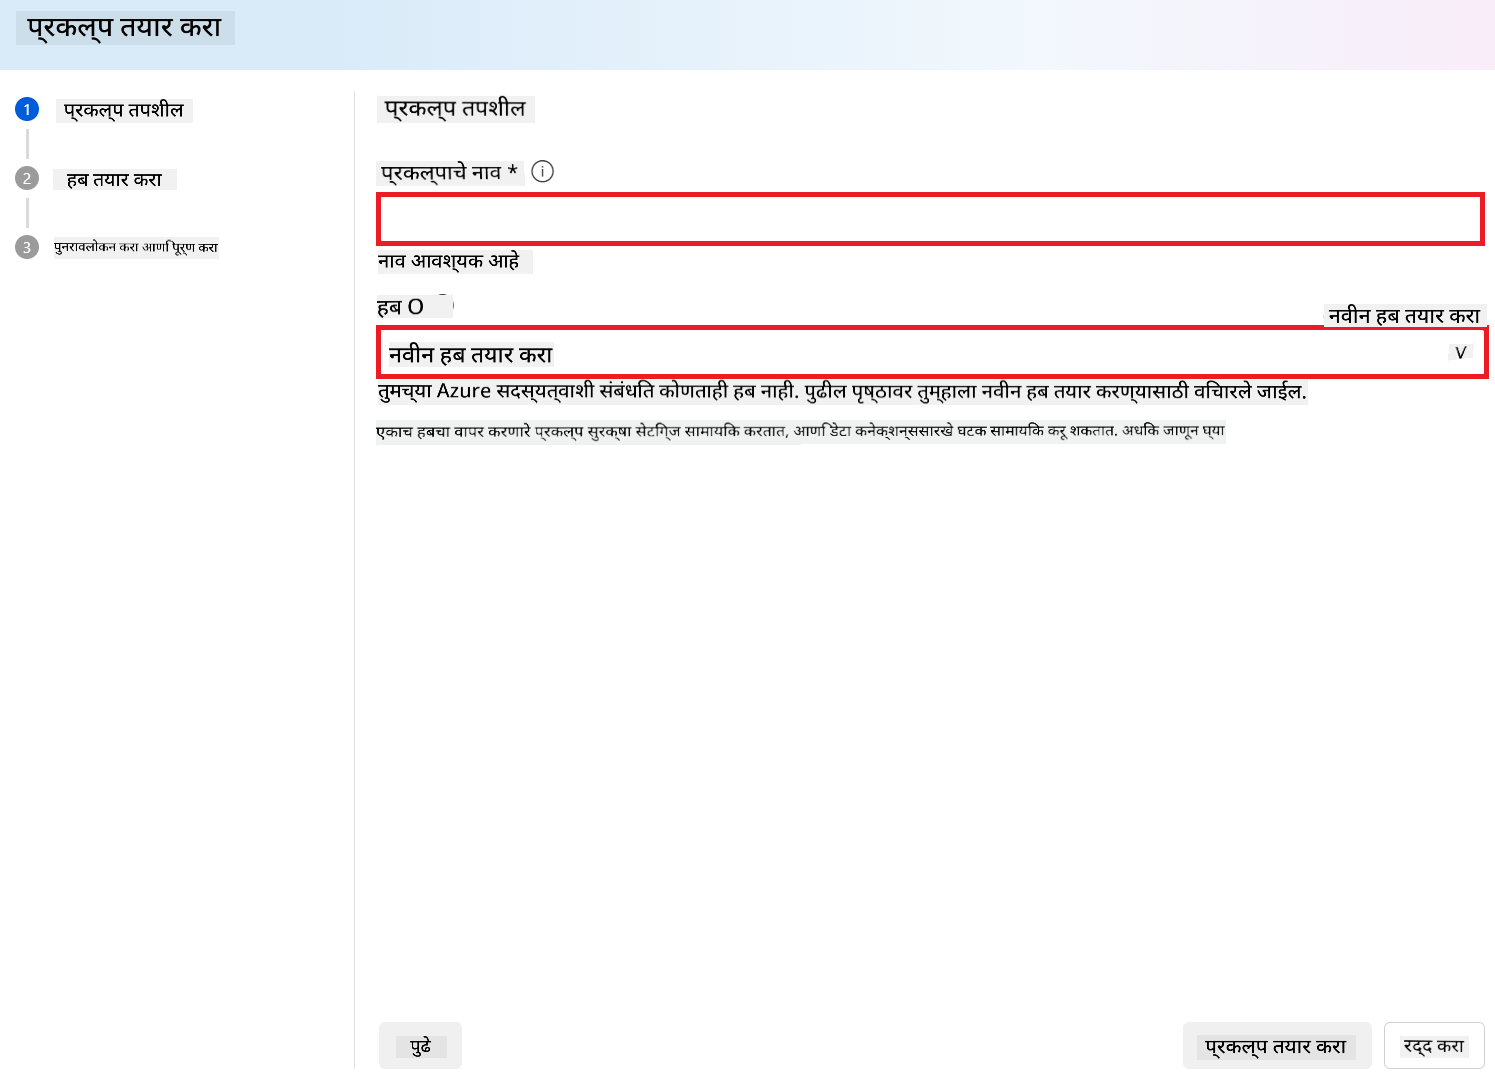 प्रकल्प तयार करा
1 प्रकल्प तपशील
2 हब तयार करा
3 पुनरावलोकन करा आणि पूर्ण करा
प्रकल्प तपशील
प्रकल्पाचे नाव * i
नाव आवश्यक आहे
हब O
नवीन हब तयार करा
नवीन हब तयार करा V
तुमच्या Azure सदस्यत्वाशी संबंधित कोणताही हब नाही. पुढील पृष्ठावर तुम्हाला नवीन हब तयार करण्यासाठी विचारले जाईल.
एकाच हबचा वापर करणारे प्रकल्प सुरक्षा सेटिंग्ज सामायिक करतात, आणि डेटा कनेक्शन्ससारखे घटक सामायिक करू शकतात. अधिक जाणून घ्या
पुढे
प्रकल्प तयार करा
रद्द करा